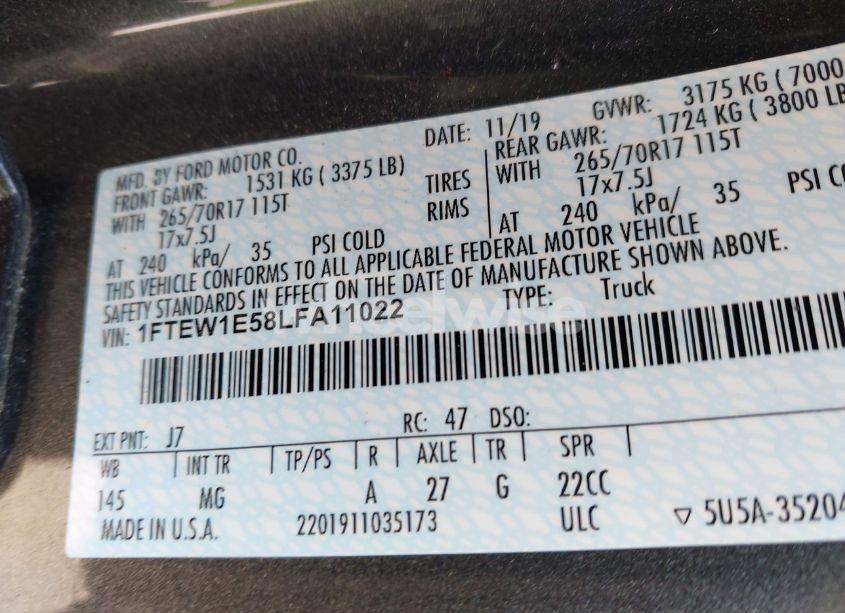 MFD. BY FORD MOTOR CO. DATE: 11/19 GVWR: 3175 KG ( 7000
FRONT GAWR: 1531 KG ( 3375 LB) REAR GAWR: 1724 KG ( 3800 LB
WITH 265/70R17 115T TIRES WITH 265/70R17 115T
17x7.5J RIMS 17x7.5J
AT 240 kPa/ 35 PSI COLD AT 240 kPa/ 35 PSI CO
THIS VEHICLE CONFORMS TO ALL APPLICABLE FEDERAL MOTOR VEHICLE
SAFETY STANDARDS IN EFFECT ON THE DATE OF MANUFACTURE SHOWN ABOVE.
VIN: 1FTEW1E58LFA11022 TYPE: Truck
EXT PNT: J7 RC: 47 DSO:
WB INT TR TP/PS R AXLE TR SPR
145 MG A 27 G 22CC
MADE IN U.S.A. 2201911035173 ULC ▽ 5U5A-35204